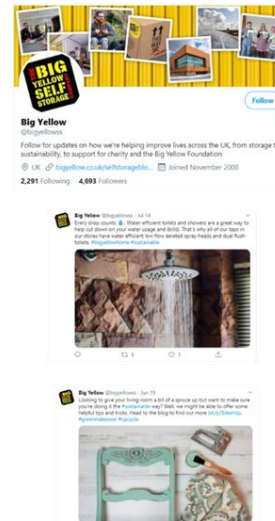 BIG
YELLOW
SELF
STORAGE
Follow
Big Yellow
@bigyellowss
Follow for updates on how we're helping improve lives across the UK, from storage
sustainability, to support for charity and the Big Yellow Foundation
UK bigyellow.co.uk/selfstorageblo... Joined November 2008
2,291 Following 4,693 Followers
Big Yellow @bigyellowss · Jul 14
Every drop counts. Water-efficient toilets and showers are a great way to
help cut down on your water usage and (bills). That's why all of our taps in
our stores have water efficient low flow aerated spray heads and dual flush
toilets. #bigyellowhome #sustainable
Big Yellow @bigyellowss · Jun 19
Looking to give your living room a bit of a spruce up but want to make sure
you're doing it the #sustainable way? Well, we might be able to offer some
helpful tips and tricks. Head to the blog to find out more
#greenmakeover #upcycle